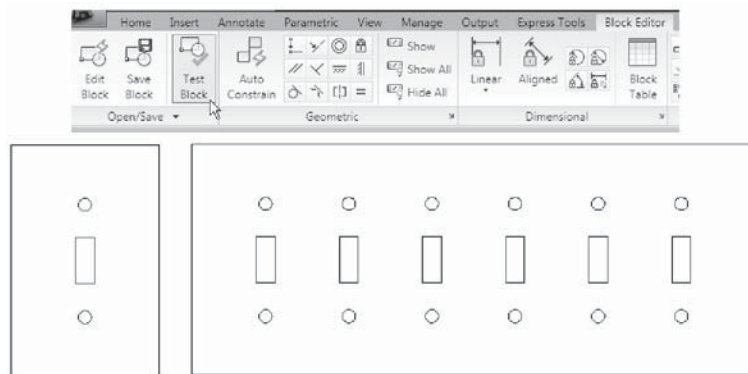 Home Insert Annotate Parametric View Manage Output Express Tools Block Editor
Edit Block
Save Block
Test Block
Auto Constrain
Show
Show All
Hide All
Linear
Aligned
Block Table
Open/Save
Geometric
Dimensional